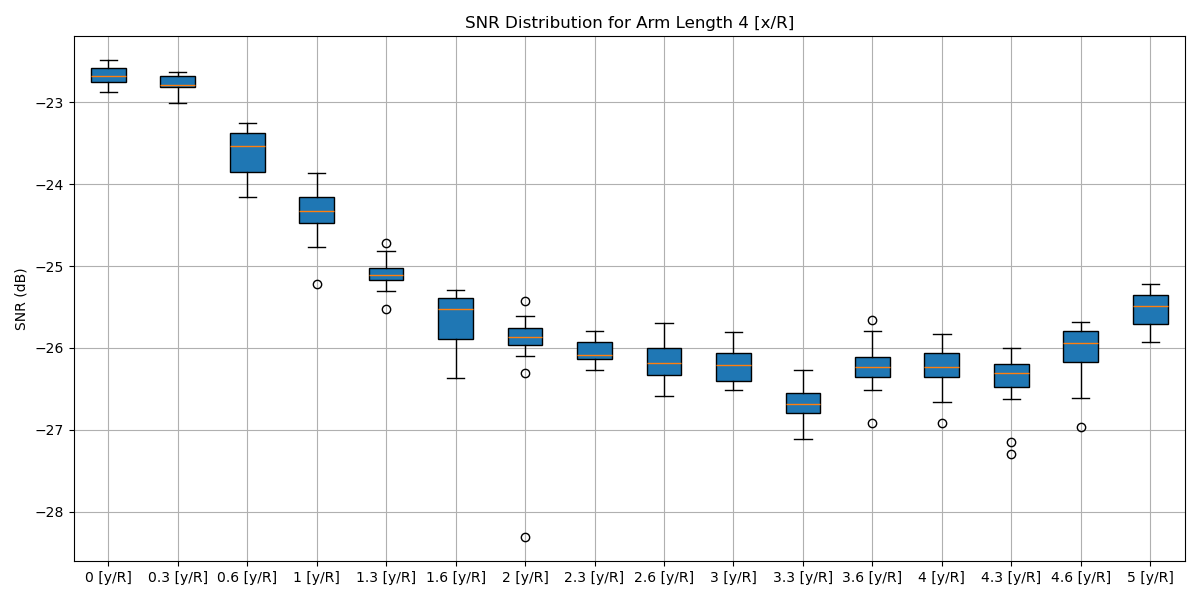 SNR Distribution for Arm Length 4 [x/R]
SNR (dB)
−23
−24
−25
−26
−27
−28
0 [y/R] 0.3 [y/R] 0.6 [y/R] 1 [y/R] 1.3 [y/R] 1.6 [y/R] 2 [y/R] 2.3 [y/R] 2.6 [y/R] 3 [y/R] 3.3 [y/R] 3.6 [y/R] 4 [y/R] 4.3 [y/R] 4.6 [y/R] 5 [y/R]